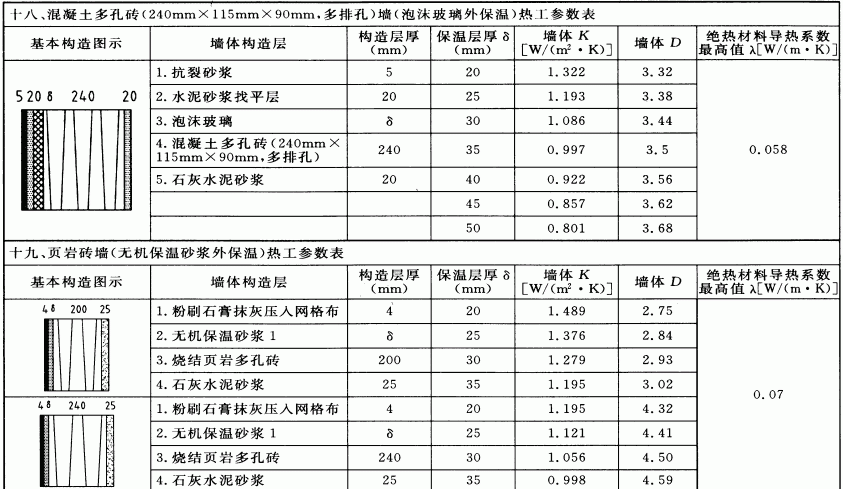 十八、混凝土多孔砖(240mm×115mm×90mm,多排孔)墙(泡沫玻璃外保温)热工参数表
基本构造图示 墙体构造层 构造层厚(mm) 保温层厚 δ(mm) 墙体 K[W/(m²·K)] 墙体 D 绝热材料导热系数最高值 λ[W/(m·K)]
5 20 δ 240 20
1. 抗裂砂浆 5 20 1.322 3.32
2. 水泥砂浆找平层 20 25 1.193 3.38
3. 泡沫玻璃 δ 30 1.086 3.44
4. 混凝土多孔砖(240mm×
115mm×90mm,多排孔) 240 35 0.997 3.5 0.058
5. 石灰水泥砂浆 20 40 0.922 3.56
45 0.857 3.62
50 0.801 3.68
十九、页岩砖墙(无机保温砂浆外保温)热工参数表
基本构造图示 墙体构造层 构造层厚(mm) 保温层厚 δ(mm) 墙体 K[W/(m²·K)] 墙体 D 绝热材料导热系数最高值 λ[W/(m·K)]
4 δ 200 25
1. 粉刷石膏抹灰压入网格布 4 20 1.489 2.75
2. 无机保温砂浆 1 δ 25 1.376 2.84
3. 烧结页岩多孔砖 200 30 1.279 2.93
4. 石灰水泥砂浆 25 35 1.195 3.02
0.07
4 δ 240 25
1. 粉刷石膏抹灰压入网格布 4 20 1.195 4.32
2. 无机保温砂浆 1 δ 25 1.121 4.41
3. 烧结页岩多孔砖 240 30 1.056 4.50
4. 石灰水泥砂浆 25 35 0.998 4.59